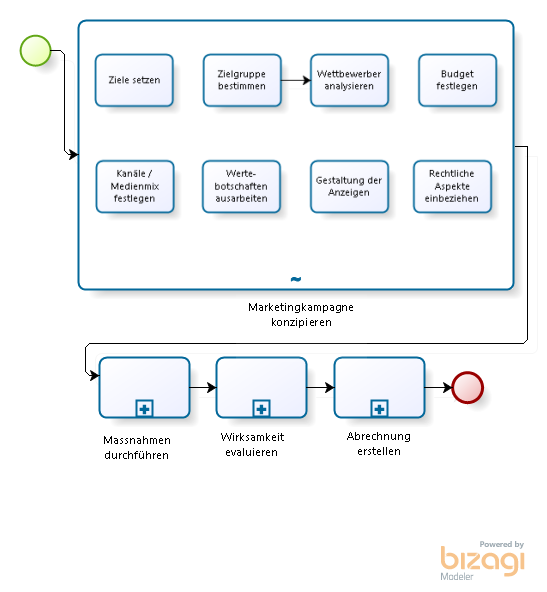 Ziele setzen
Zielgruppe
bestimmen
Wettbewerber
analysieren
Budget
festlegen
Kanäle /
Medienmix
festlegen
Werte-
botschaften
ausarbeiten
Gestaltung der
Anzeigen
Rechtliche
Aspekte
einbeziehen
~
Marketingkampagne
konzipieren
Massnahmen
durchführen
Wirksamkeit
evaluieren
Abrechnung
erstellen
Powered by
bizagi
Modeler